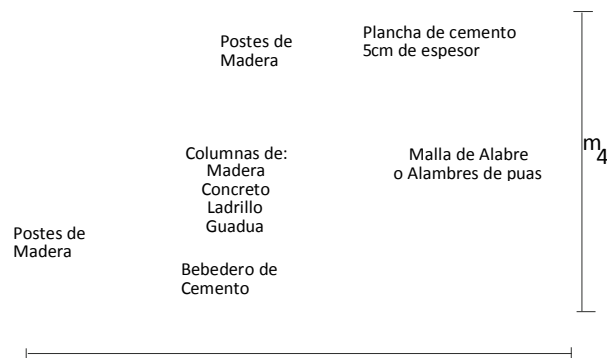 Postes de
Madera
Plancha de cemento
5cm de espesor
Columnas de:
Madera
Concreto
Ladrillo
Guadua
Malla de Alabre
o Alambres de puas
m
4
Postes de
Madera
Bebedero de
Cemento